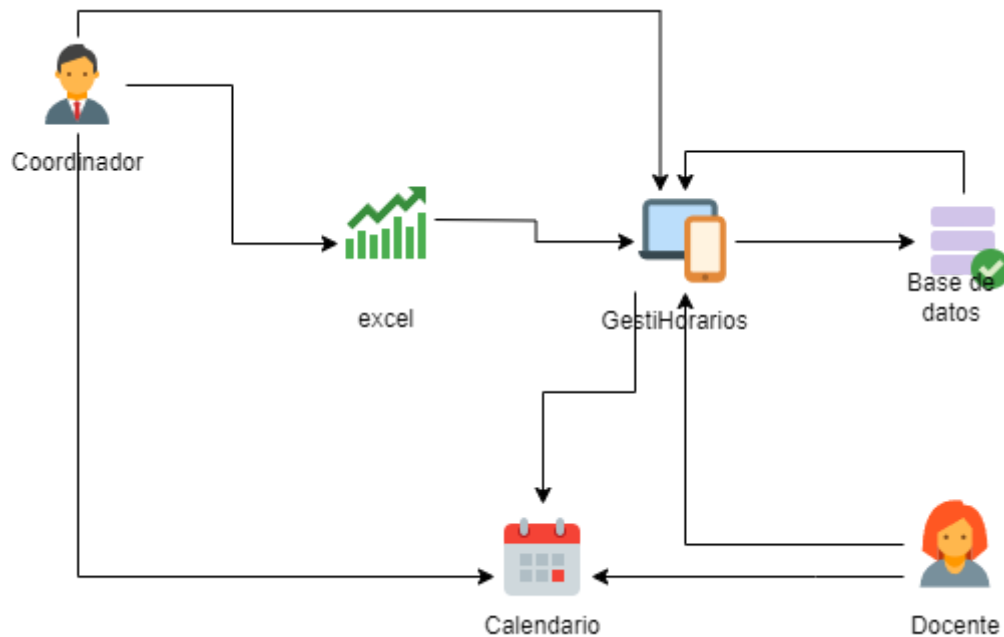 Coordinador
excel
GestiHorarios
Base de
datos
Calendario
Docente